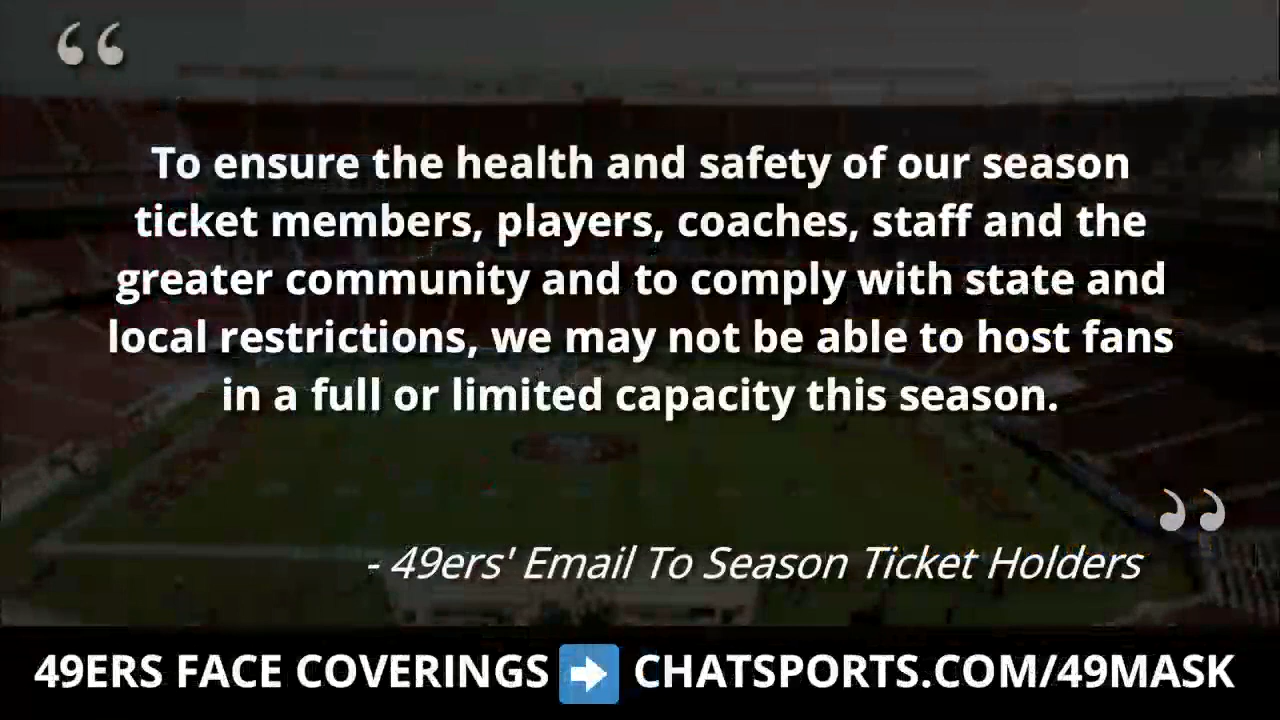 “
To ensure the health and safety of our season
ticket members, players, coaches, staff and the
greater community and to comply with state and
local restrictions, we may not be able to host fans
in a full or limited capacity this season.
”
- 49ers' Email To Season Ticket Holders
49ERS FACE COVERINGS ➡ CHATSPORTS.COM/49MASK